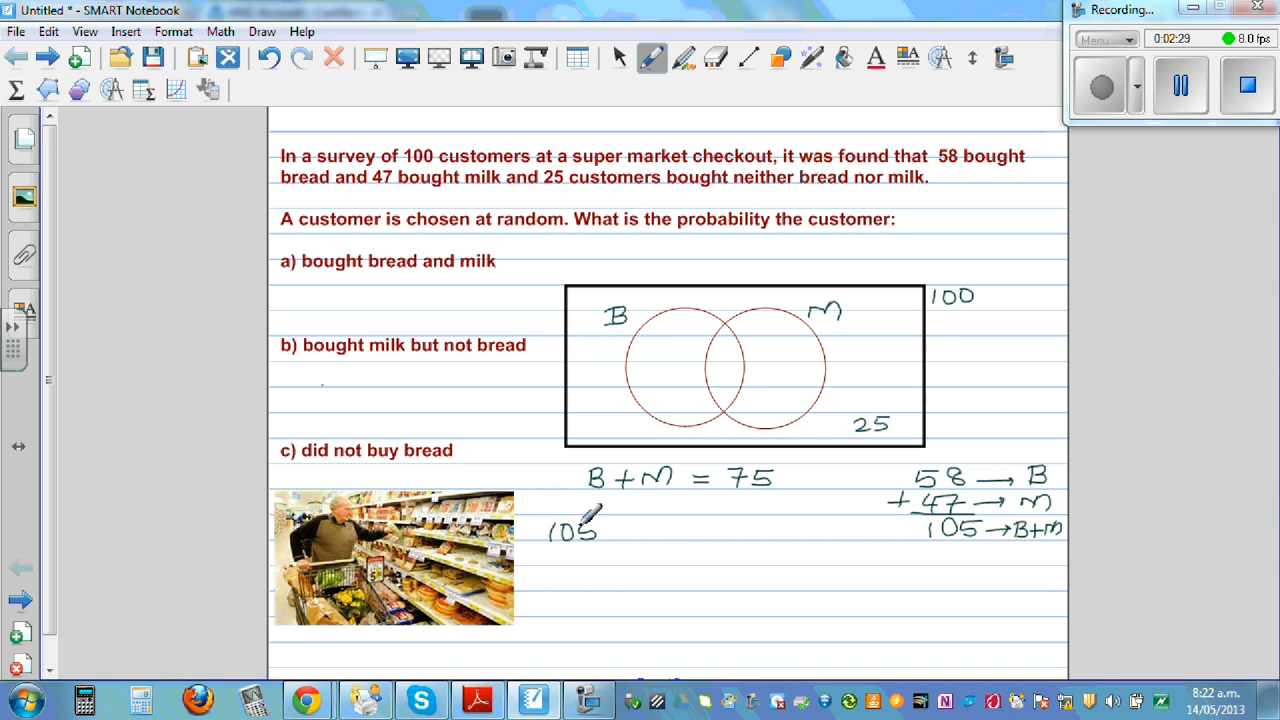 Untitled * - SMART Notebook
Recording...
File Edit View Insert Format Math Draw Help
Menu 0:02:29 8.0 fps
In a survey of 100 customers at a super market checkout, it was found that 58 bought
bread and 47 bought milk and 25 customers bought neither bread nor milk.
A customer is chosen at random. What is the probability the customer:
a) bought bread and milk
100
B M
b) bought milk but not bread
25
c) did not buy bread
B + M = 75
58 → B
+ 47 → M
105
105 → B+M
8:22 a.m.
14/05/2013